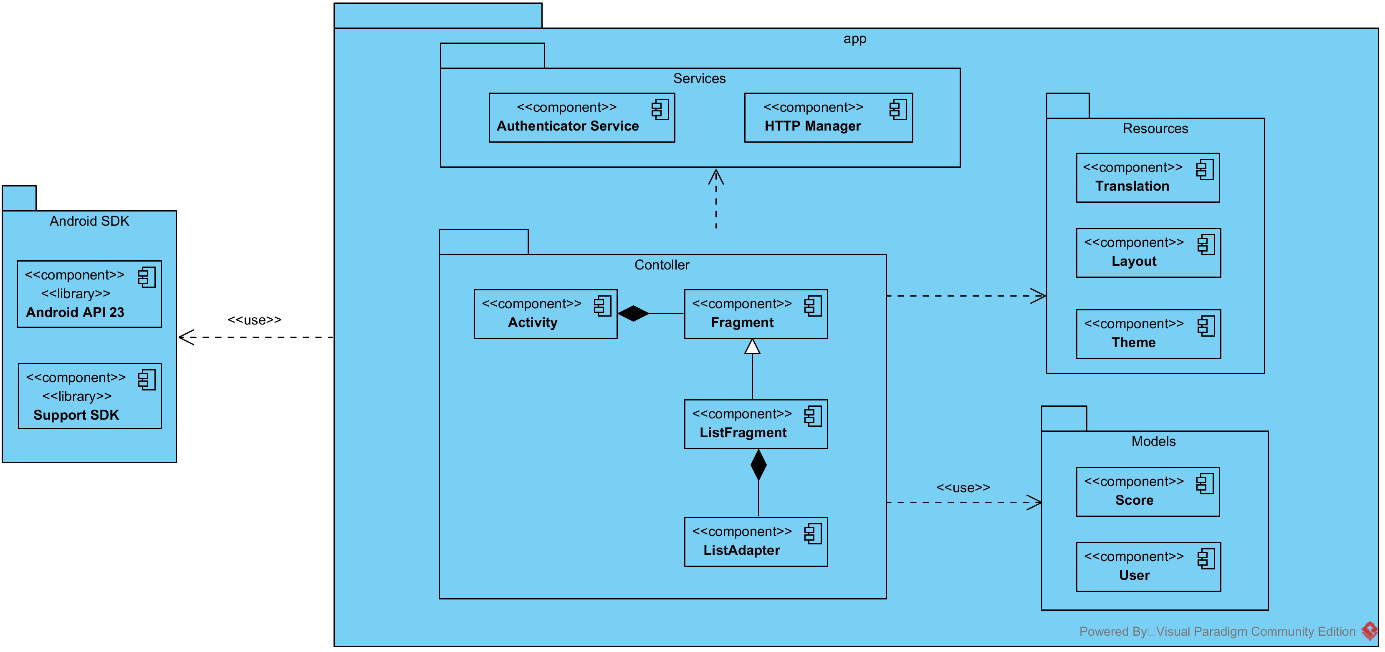 app
Services
<<component>>
Authenticator Service
<<component>>
HTTP Manager
Resources
<<component>>
Translation
<<component>>
Layout
<<component>>
Theme
Android SDK
<<component>>
<<library>>
Android API 23
<<component>>
<<library>>
Support SDK
<<use>>
Contoller
<<component>>
Activity
<<component>>
Fragment
<<component>>
ListFragment
<<component>>
ListAdapter
<<use>>
Models
<<component>>
Score
<<component>>
User
Powered By Visual Paradigm Community Edition